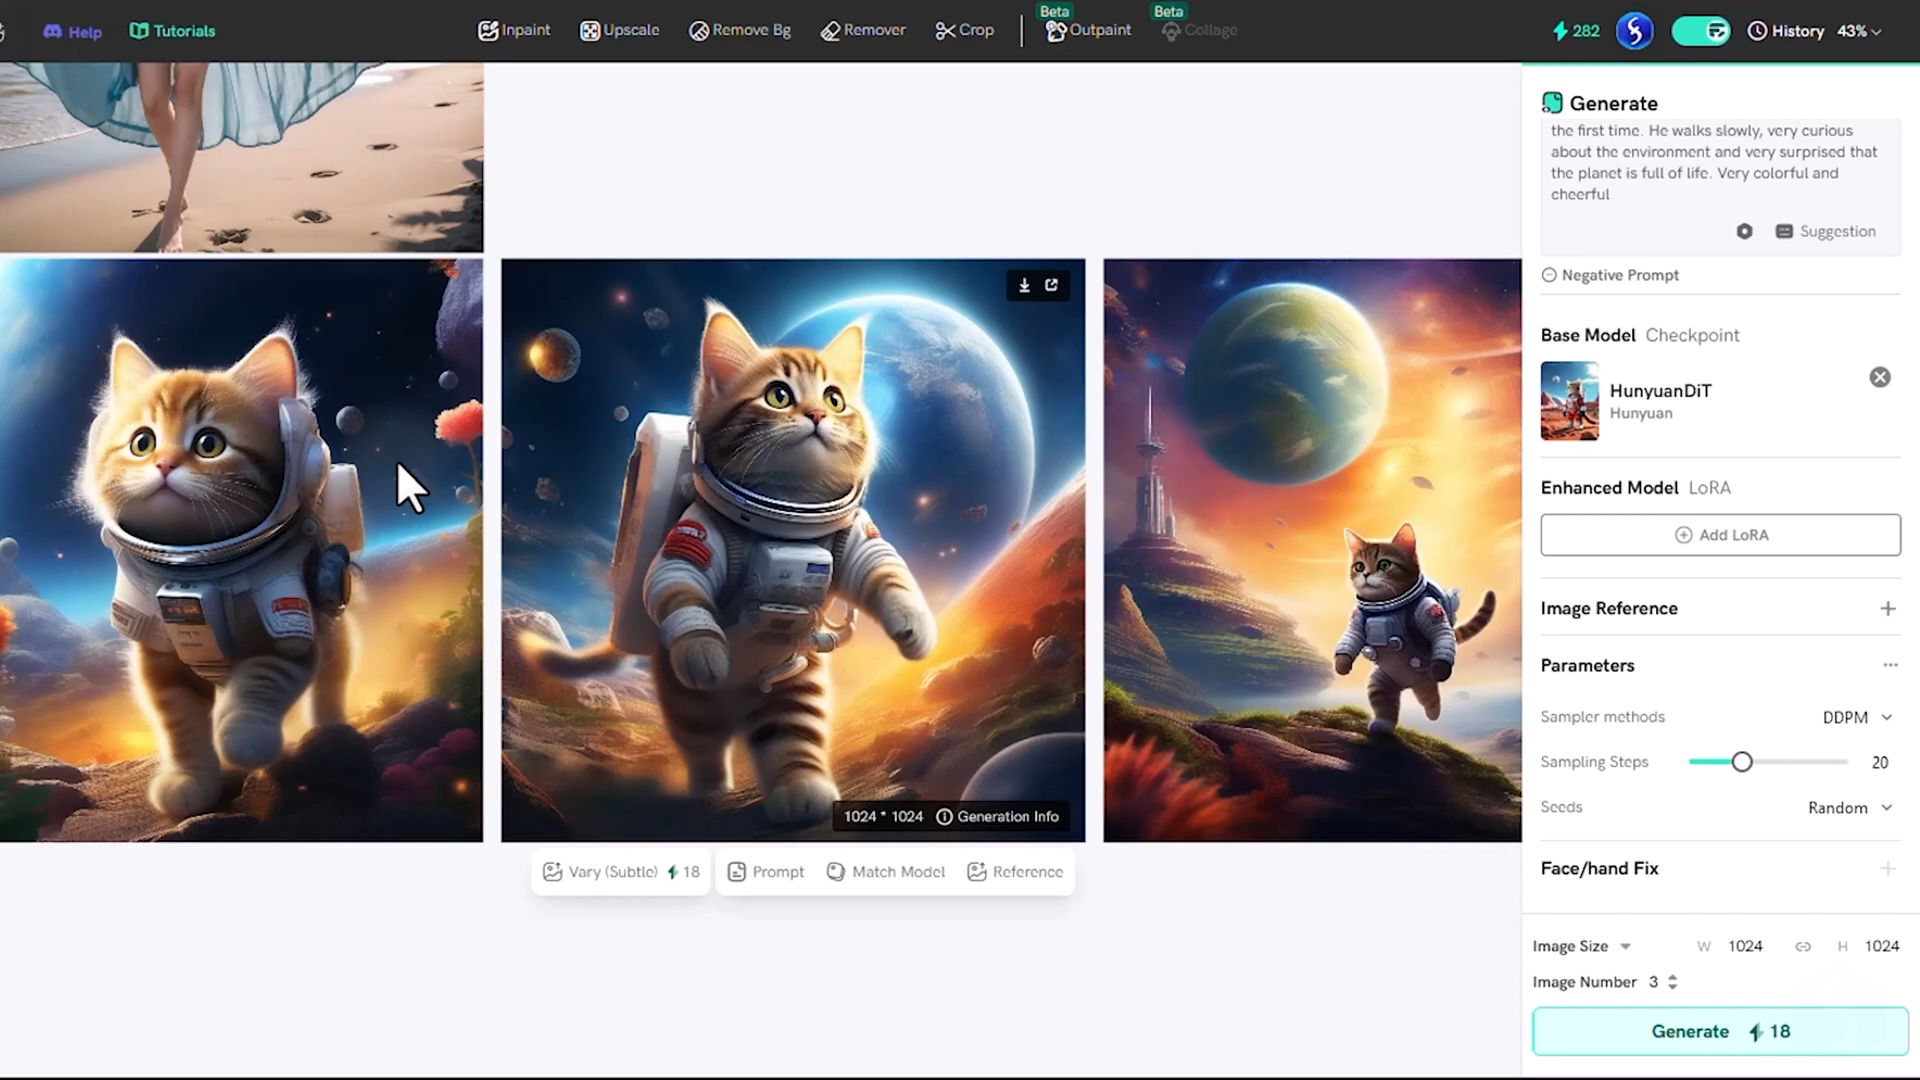 Help
Tutorials
Inpaint
Upscale
Remove Bg
Remover
Crop
Beta
Outpaint
Beta
Collage
282
History
43%
Generate
the first time. He walks slowly, very curious
about the environment and very surprised that
the planet is full of life. Very colorful and
cheerful
Suggestion
Negative Prompt
Base Model Checkpoint
HunyuanDiT
Hunyuan
Enhanced Model LoRA
Add LoRA
Image Reference
Parameters
Sampler methods DDPM
Sampling Steps 20
Seeds Random
Face/hand Fix
Image Size W 1024 H 1024
Image Number 3
Generate 18
1024 * 1024 Generation Info
Vary (Subtle) 18
Prompt
Match Model
Reference